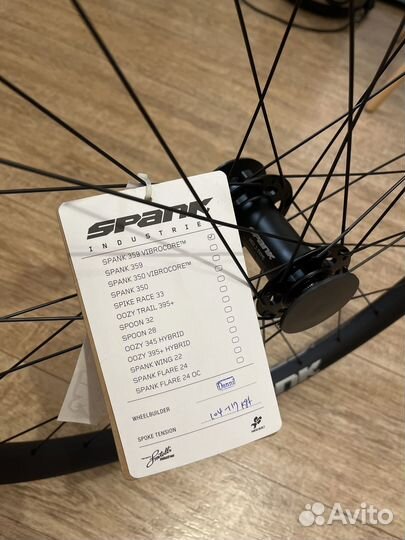 SPANK
INDUSTRIES
SPANK 359 VIBROCORE™
SPANK 359
SPANK 350 VIBROCORE™
SPANK 350
SPIKE RACE 33
OOZY TRAIL 395+
SPOON 32
SPOON 28
OOZY 345 HYBRID
OOZY 395+ HYBRID
SPANK WING 22
SPANK FLARE 24
SPANK FLARE 24 OC
WHEELBUILDER
SPOKE TENSION
Avito